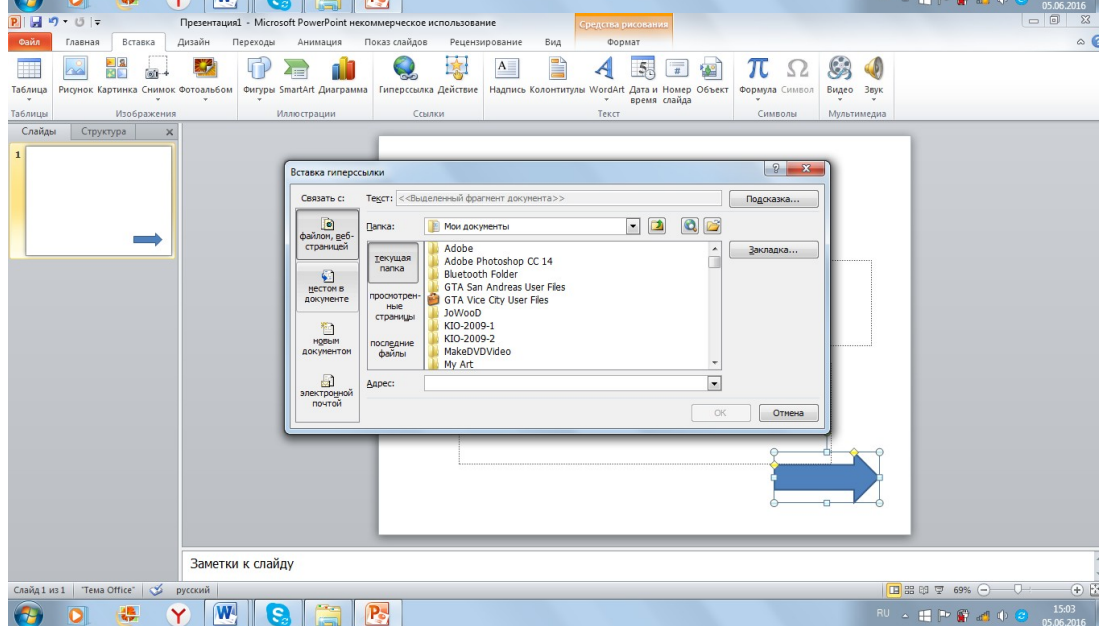 05.06.2016
Презентация1 - Microsoft PowerPoint некоммерческое использование
Средства рисования
Файл Главная Вставка Дизайн Переходы Анимация Показ слайдов Рецензирование Вид Формат
Таблица Рисунок Картинка Снимок Фотоальбом Фигуры SmartArt Диаграмма Гиперссылка Действие Надпись Колонтитулы WordArt Дата и время Номер слайда Объект Формула Символ Видео Звук
Таблицы Изображения Иллюстрации Ссылки Текст Символы Мультимедиа
Слайды Структура
1
Вставка гиперссылки
Связать с: Текст: <<Выделенный фрагмент документа>> Подсказка...
файлом, веб-страницей
Папка: Мои документы
Закладка...
местом в документе
новым документом
электронной почтой
текущая папка
просмотренные страницы
последние файлы
Adobe
Adobe Photoshop CC 14
Bluetooth Folder
GTA San Andreas User Files
GTA Vice City User Files
JoWooD
KIO-2009-1
KIO-2009-2
MakeDVDVideo
My Art
Адрес:
ОК Отмена
Заметки к слайду
Слайд 1 из 1 "Тема Office" русский 69%
RU 15:03
05.06.2016